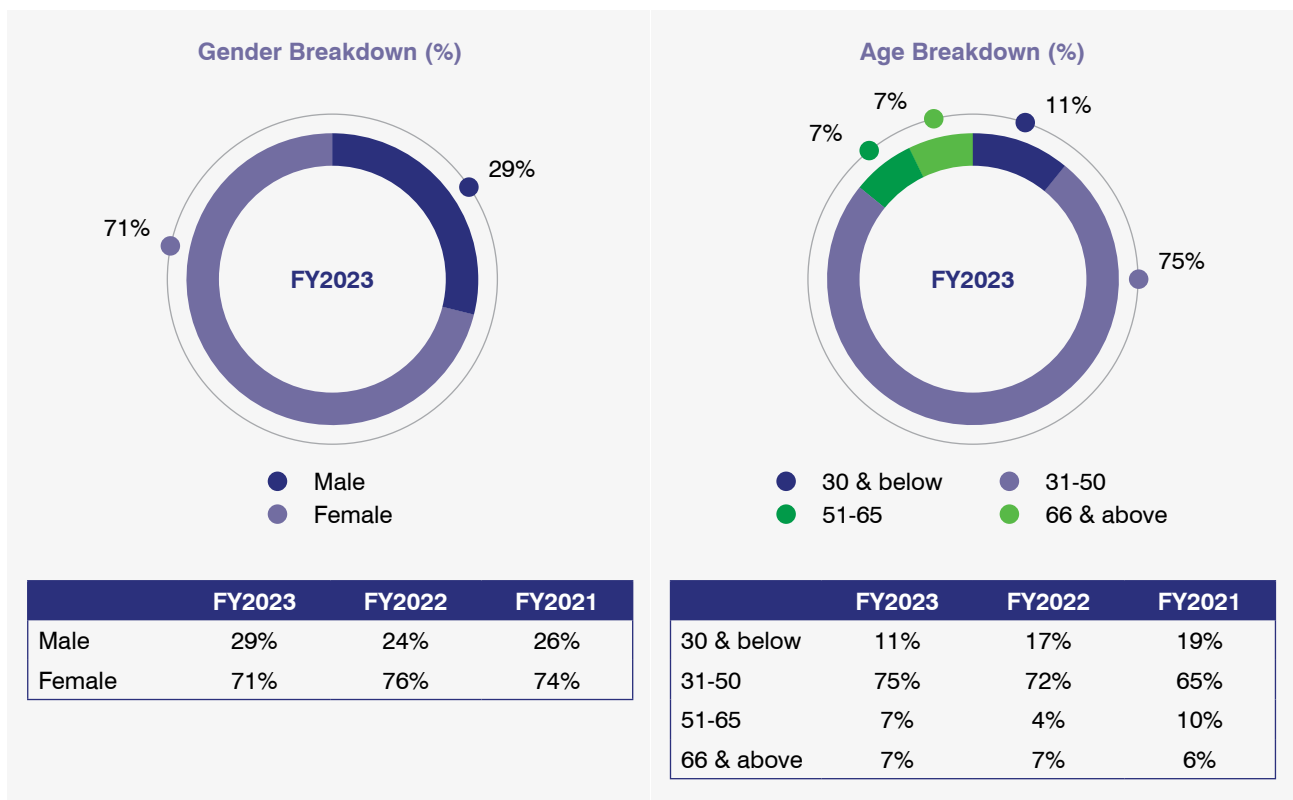 Gender Breakdown (%)
29%
71%
FY2023
Male
Female
FY2023 FY2022 FY2021
Male 29% 24% 26%
Female 71% 76% 74%
Age Breakdown (%)
7%
11%
7%
75%
FY2023
30 & below 31-50
51-65 66 & above
FY2023 FY2022 FY2021
30 & below 11% 17% 19%
31-50 75% 72% 65%
51-65 7% 4% 10%
66 & above 7% 7% 6%